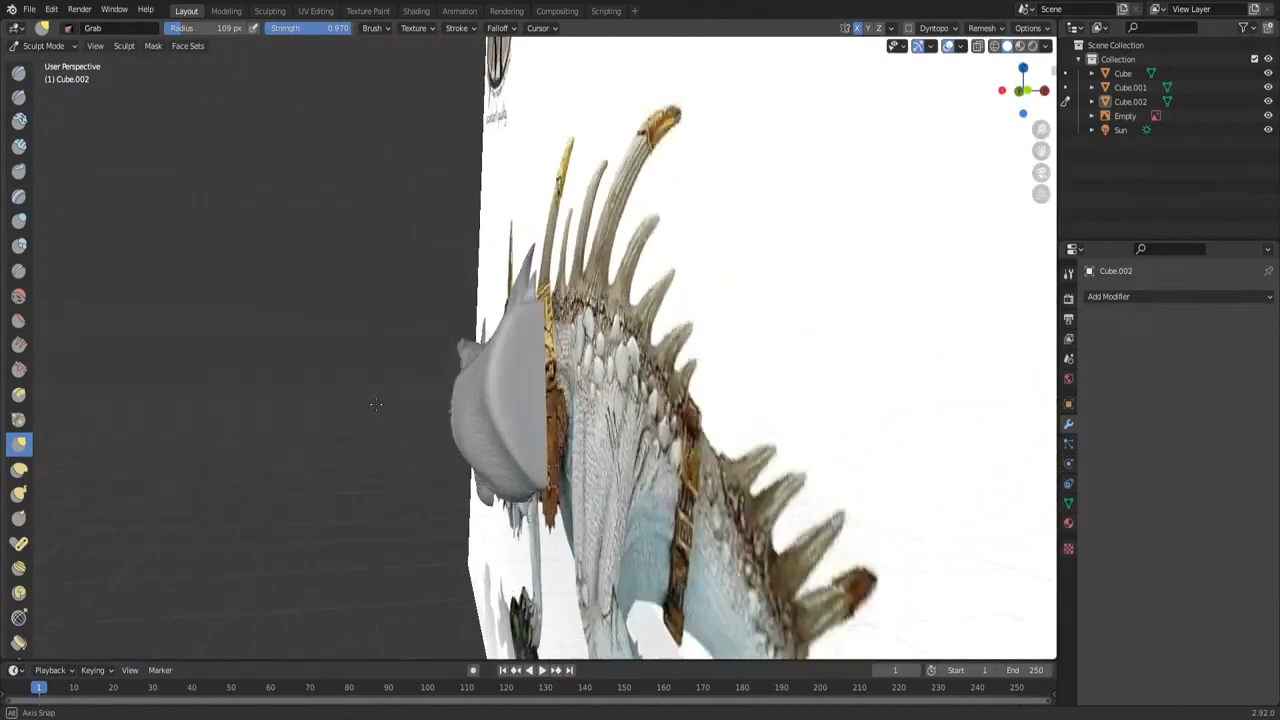 File Edit Render Window Help Layout Modeling Sculpting UV Editing Texture Paint Shading Animation Rendering Compositing Scripting + Scene View Layer
Grab Radius 109 px Strength 0.970 Brush Texture Stroke Falloff Cursor X Y Z Dyntopo Remesh Options
Sculpt Mode View Sculpt Mask Face Sets
User Perspective
(1) Cube.002
Scene Collection
Collection
Cube
Cube.001
Cube.002
Empty
Sun
Cube.002
Add Modifier
Playback Keying View Marker 1 Start 1 End 250
1 10 20 30 40 50 60 70 80 90 100 110 120 130 140 150 160 170 180 190 200 210 220 230 240 250
Alt Axis Snap 2.92.0